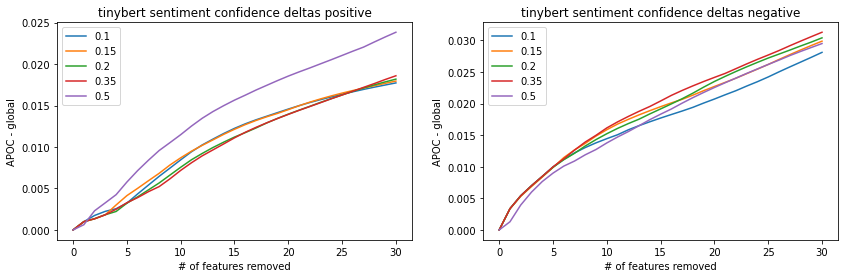 tinybert sentiment confidence deltas positive
0.025
0.020
0.015
0.010
0.005
0.000
APOC - global
0.1
0.15
0.2
0.35
0.5
0 5 10 15 20 25 30
# of features removed
tinybert sentiment confidence deltas negative
0.030
0.025
0.020
0.015
0.010
0.005
0.000
APOC - global
0.1
0.15
0.2
0.35
0.5
0 5 10 15 20 25 30
# of features removed